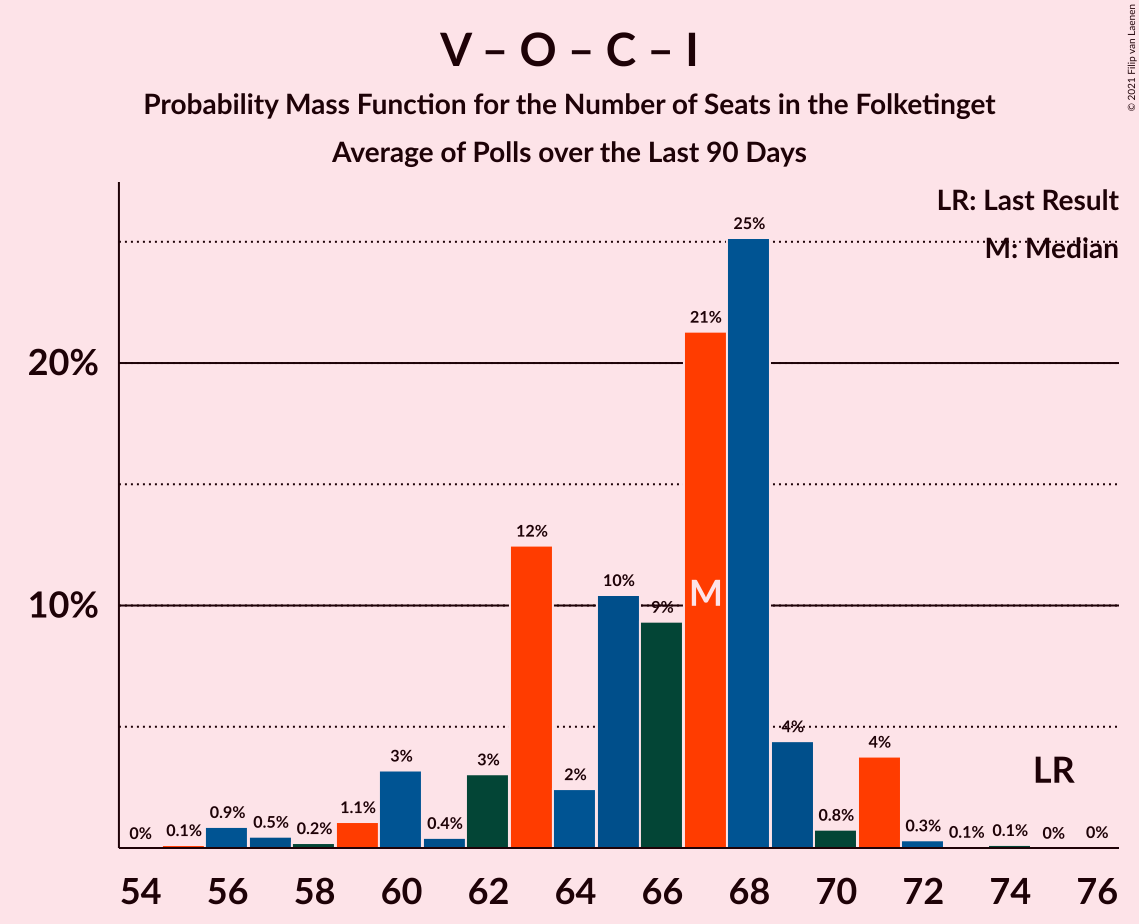 V – O – C – I
Probability Mass Function for the Number of Seats in the Folketinget
Average of Polls over the Last 90 Days
© 2021 Filip van Laenen
LR: Last Result
M: Median
20%
10%
0%
0.1%
0.9%
0.5%
0.2%
1.1%
3%
0.4%
3%
12%
2%
10%
9%
21%
25%
4%
0.8%
4%
0.3%
0.1%
0.1%
0%
0%
M
LR
54 56 58 60 62 64 66 68 70 72 74 76